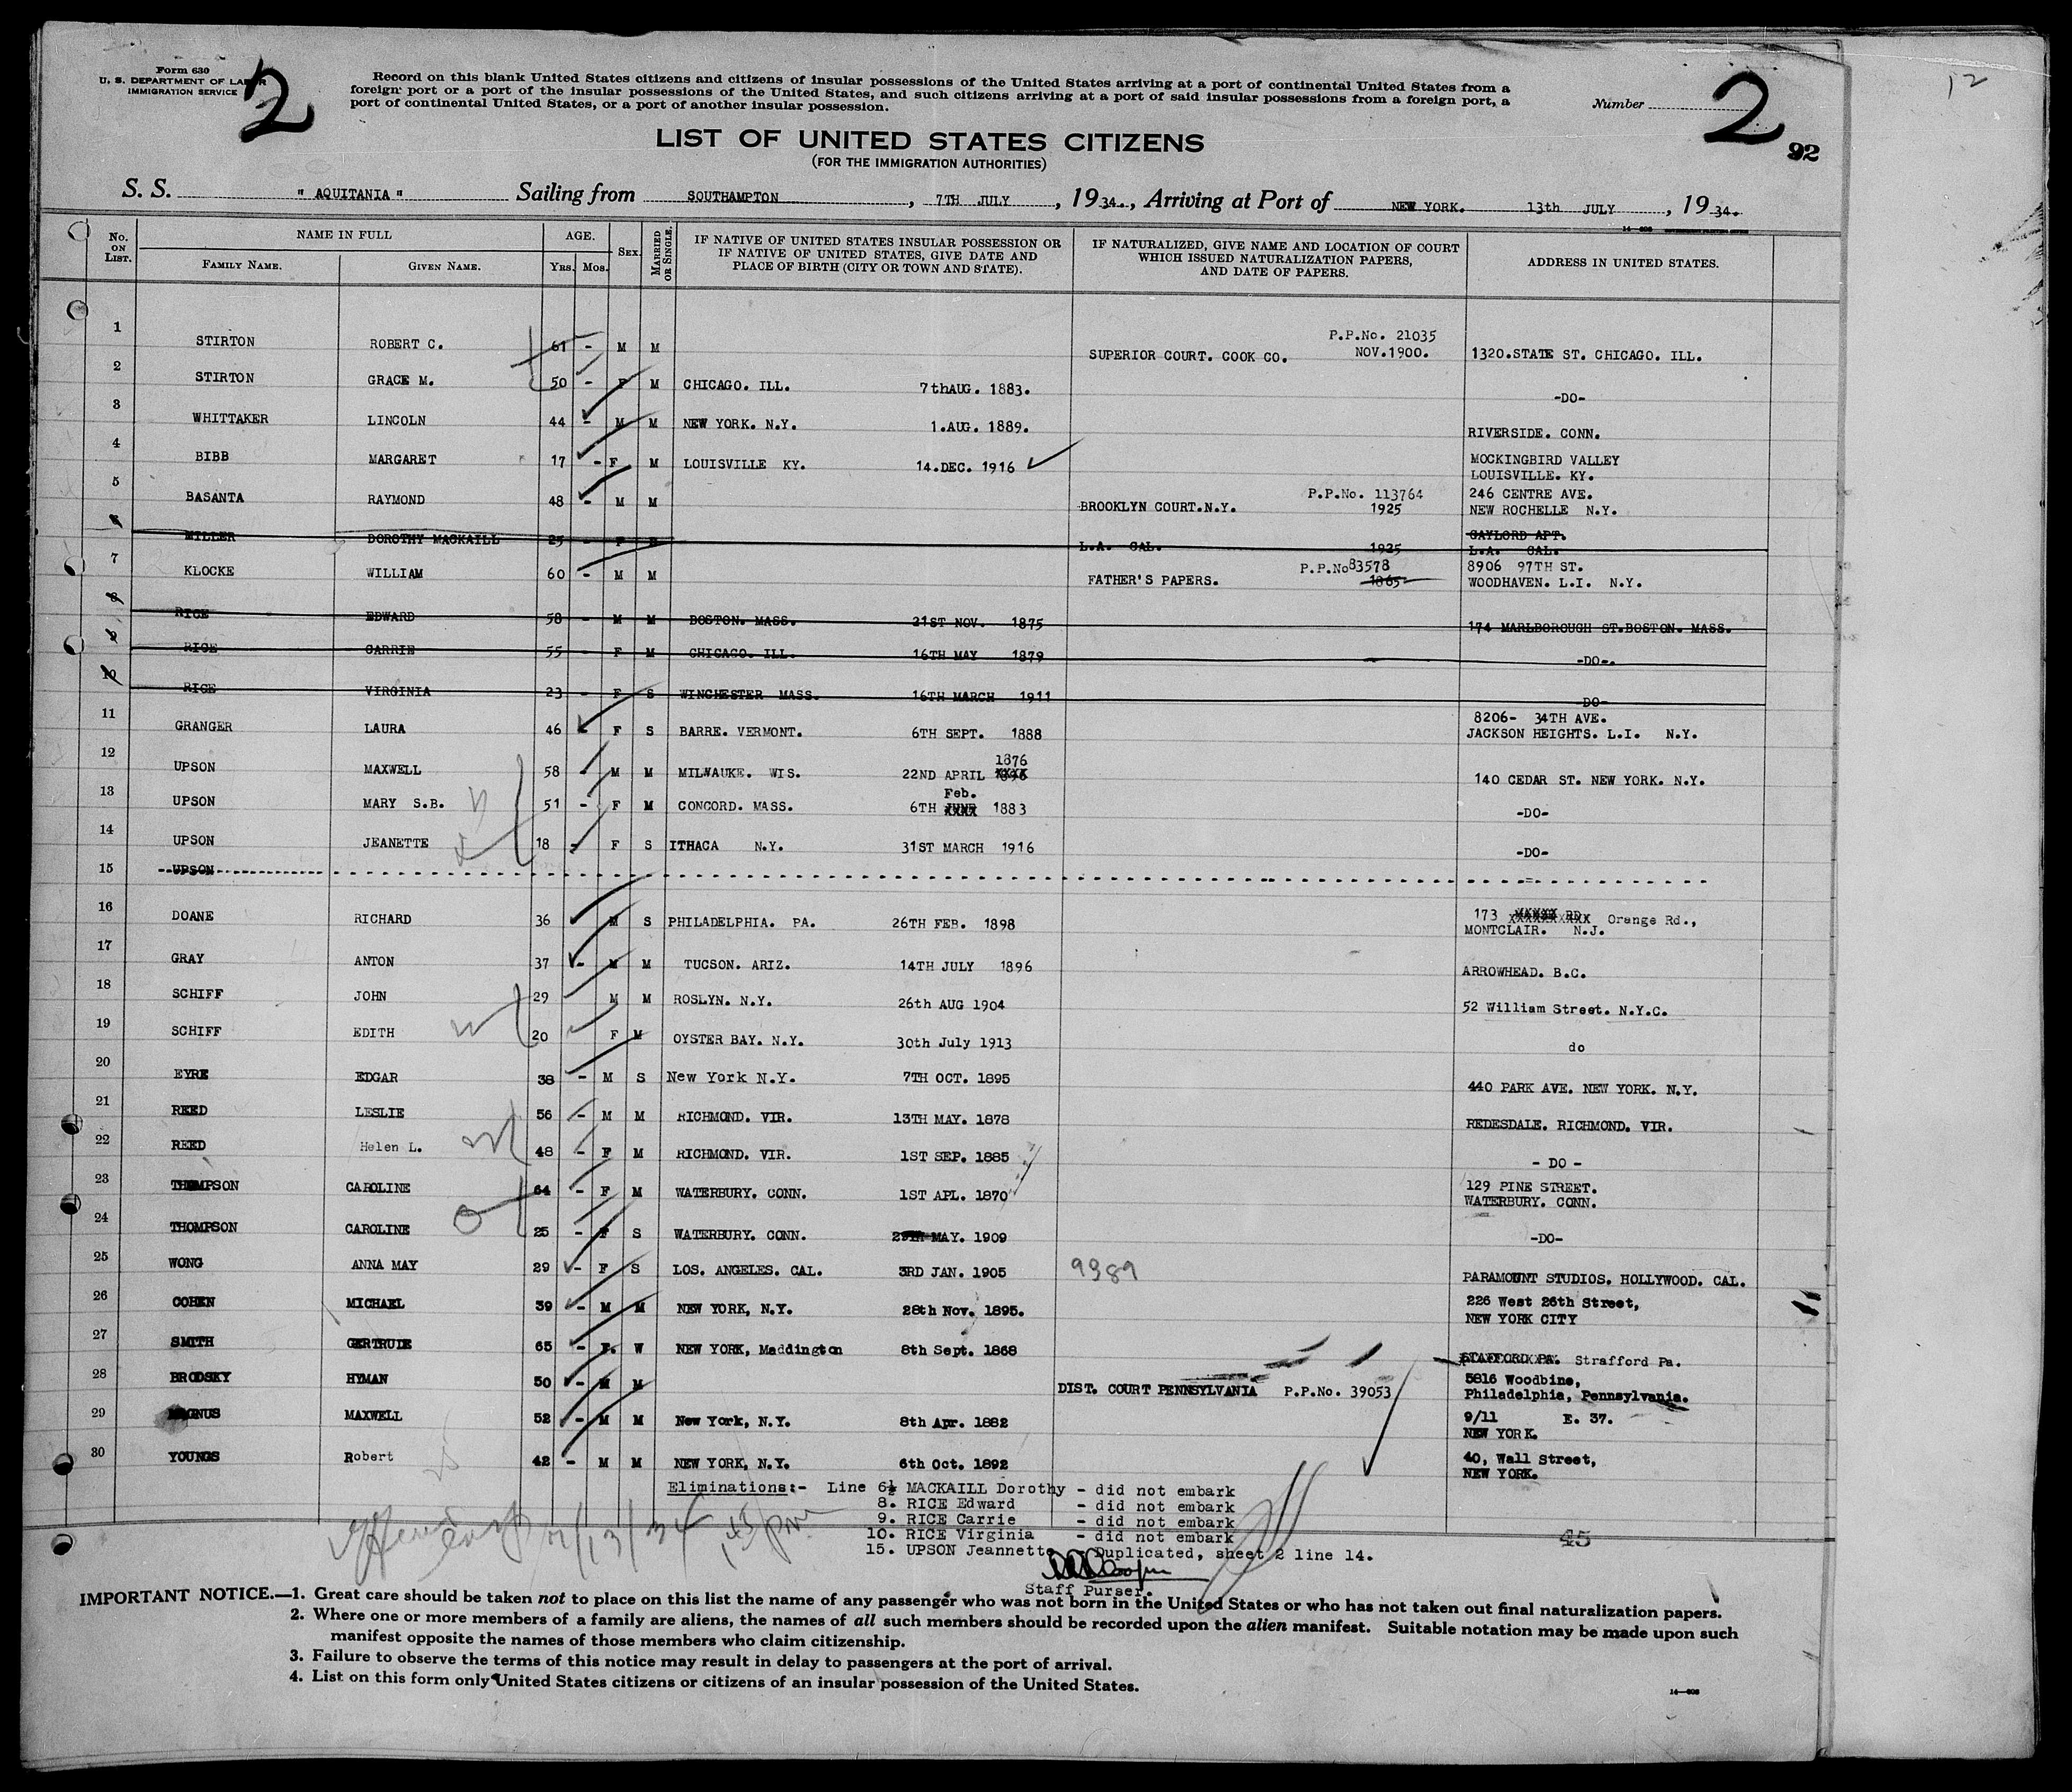 Form 630
U. S. DEPARTMENT OF LABOR
IMMIGRATION SERVICE
2
Record on this blank United States citizens and citizens of insular possessions of the United States arriving at a port of continental United States from a
foreign port or a port of the insular possessions of the United States, and such citizens arriving at a port of said insular possessions from a foreign port, a
port of continental United States, or a port of another insular possession.
Number 2
12
92
LIST OF UNITED STATES CITIZENS
(FOR THE IMMIGRATION AUTHORITIES)
S. S. " AQUITANIA " Sailing from SOUTHAMPTON, 7TH JULY, 1934., Arriving at Port of NEW YORK. 13th JULY, 1934.
No. ON LIST. NAME IN FULL FAMILY NAME. GIVEN NAME. AGE. YRS. MOS. SEX. MARRIED OR SINGLE. IF NATIVE OF UNITED STATES INSULAR POSSESSION OR IF NATIVE OF UNITED STATES, GIVE DATE AND PLACE OF BIRTH (CITY OR TOWN AND STATE). IF NATURALIZED, GIVE NAME AND LOCATION OF COURT WHICH ISSUED NATURALIZATION PAPERS, AND DATE OF PAPERS. ADDRESS IN UNITED STATES.
1 STIRTON ROBERT C. 61 - M M SUPERIOR COURT. COOK CO. P.P.No. 21035 NOV.1900. 1320.STATE ST. CHICAGO. ILL.
2 STIRTON GRACE M. 50 - F M CHICAGO. ILL. 7thAUG. 1883. -DO-
3 WHITTAKER LINCOLN 44 - M M NEW YORK. N.Y. 1.AUG. 1889. RIVERSIDE. CONN.
4 BIBB MARGARET 17 - F M LOUISVILLE KY. 14.DEC. 1916 MOCKINGBIRD VALLEY LOUISVILLE. KY.
5 BASANTA RAYMOND 48 - M M BROOKLYN COURT.N.Y. P.P.No. 113764 1925 246 CENTRE AVE. NEW ROCHELLE N.Y.
6 MILLER DOROTHY MACKAILL 25 - F S L.A. CAL. 1925 GAYLORD APT. L.A. CAL.
7 KLOCKE WILLIAM 60 - M M FATHER'S PAPERS. P.P.No83578 1865 8906 97TH ST. WOODHAVEN. L.I. N.Y.
8 RICE EDWARD 58 - M M BOSTON. MASS. 21ST NOV. 1875 174 MARLBOROUGH ST.BOSTON. MASS.
9 RICE CARRIE 55 - F M CHICAGO. ILL. 16TH MAY 1879 -DO-.
10 RICE VIRGINIA 23 - F S WINCHESTER MASS. 16TH MARCH 1911 -DO-
11 GRANGER LAURA 46 F S BARRE. VERMONT. 6TH SEPT. 1888 8206- 34TH AVE. JACKSON HEIGHTS. L.I. N.Y.
12 UPSON MAXWELL 58 - M M MILWAUKE. WIS. 22ND APRIL 1876 140 CEDAR ST. NEW YORK. N.Y.
13 UPSON MARY S.B. 51 - F M CONCORD. MASS. 6TH JUNE Feb. 1883 -DO-
14 UPSON JEANETTE 18 - F S ITHACA N.Y. 31ST MARCH 1916 -DO-
15 UPSON
16 DOANE RICHARD 36 M S PHILADELPHIA. PA. 26TH FEB. 1898 173 RD Orange Rd., MONTCLAIR. N.J.
17 GRAY ANTON 37 - M M TUCSON. ARIZ. 14TH JULY 1896 ARROWHEAD. B.C.
18 SCHIFF JOHN 29 M M ROSLYN. N.Y. 26th AUG 1904 52 William Street. N.Y.C.
19 SCHIFF EDITH 20 F M OYSTER BAY. N.Y. 30th July 1913 do
20 EYRE EDGAR 38 - M S New York N.Y. 7TH OCT. 1895 440 PARK AVE. NEW YORK. N.Y.
21 REED LESLIE 56 - M M RICHMOND. VIR. 13TH MAY. 1878 REDESDALE. RICHMOND. VIR.
22 REED Helen L. 48 - F M RICHMOND. VIR. 1ST SEP. 1885 - DO -
23 THOMPSON CAROLINE 64 - F M WATERBURY. CONN. 1ST APL. 1870 129 PINE STREET. WATERBURY. CONN.
24 THOMPSON CAROLINE 25 - F S WATERBURY. CONN. MAY. 1909 -DO-
25 WONG ANNA MAY 29 - F S LOS. ANGELES. CAL. 3RD JAN. 1905 9389 PARAMOUNT STUDIOS. HOLLYWOOD. CAL.
26 COHEN MICHAEL 39 - M M NEW YORK, N.Y. 28th Nov. 1895. 226 West 26th Street, NEW YORK CITY
27 SMITH GERTRUDE 65 - F. W NEW YORK, Maddington 8th Sept. 1868 STAFFORD PA. Strafford Pa.
28 BRODSKY HYMAN 50 - M M DIST. COURT PENNSYLVANIA P.P.No. 39053 5816 Woodbine, Philadelphia, Pennsylvania.
29 MAGNUS MAXWELL 52 - M M New York, N.Y. 8th Apr. 1882 9/11 E. 37. NEW YORK.
30 YOUNGS Robert 42 - M M NEW YORK, N.Y. 6th Oct. 1892 40, Wall Street, NEW YORK.
Eliminations:- Line 6½ MACKAILL Dorothy - did not embark
8. RICE Edward - did not embark
9. RICE Carrie - did not embark
10. RICE Virginia - did not embark
15. UPSON Jeannette - Duplicated, sheet 2 line 14.
7/13/34
45
Staff Purser.
IMPORTANT NOTICE.—1. Great care should be taken not to place on this list the name of any passenger who was not born in the United States or who has not taken out final naturalization papers.
2. Where one or more members of a family are aliens, the names of all such members should be recorded upon the alien manifest. Suitable notation may be made upon such
manifest opposite the names of those members who claim citizenship.
3. Failure to observe the terms of this notice may result in delay to passengers at the port of arrival.
4. List on this form only United States citizens or citizens of an insular possession of the United States.
14—808